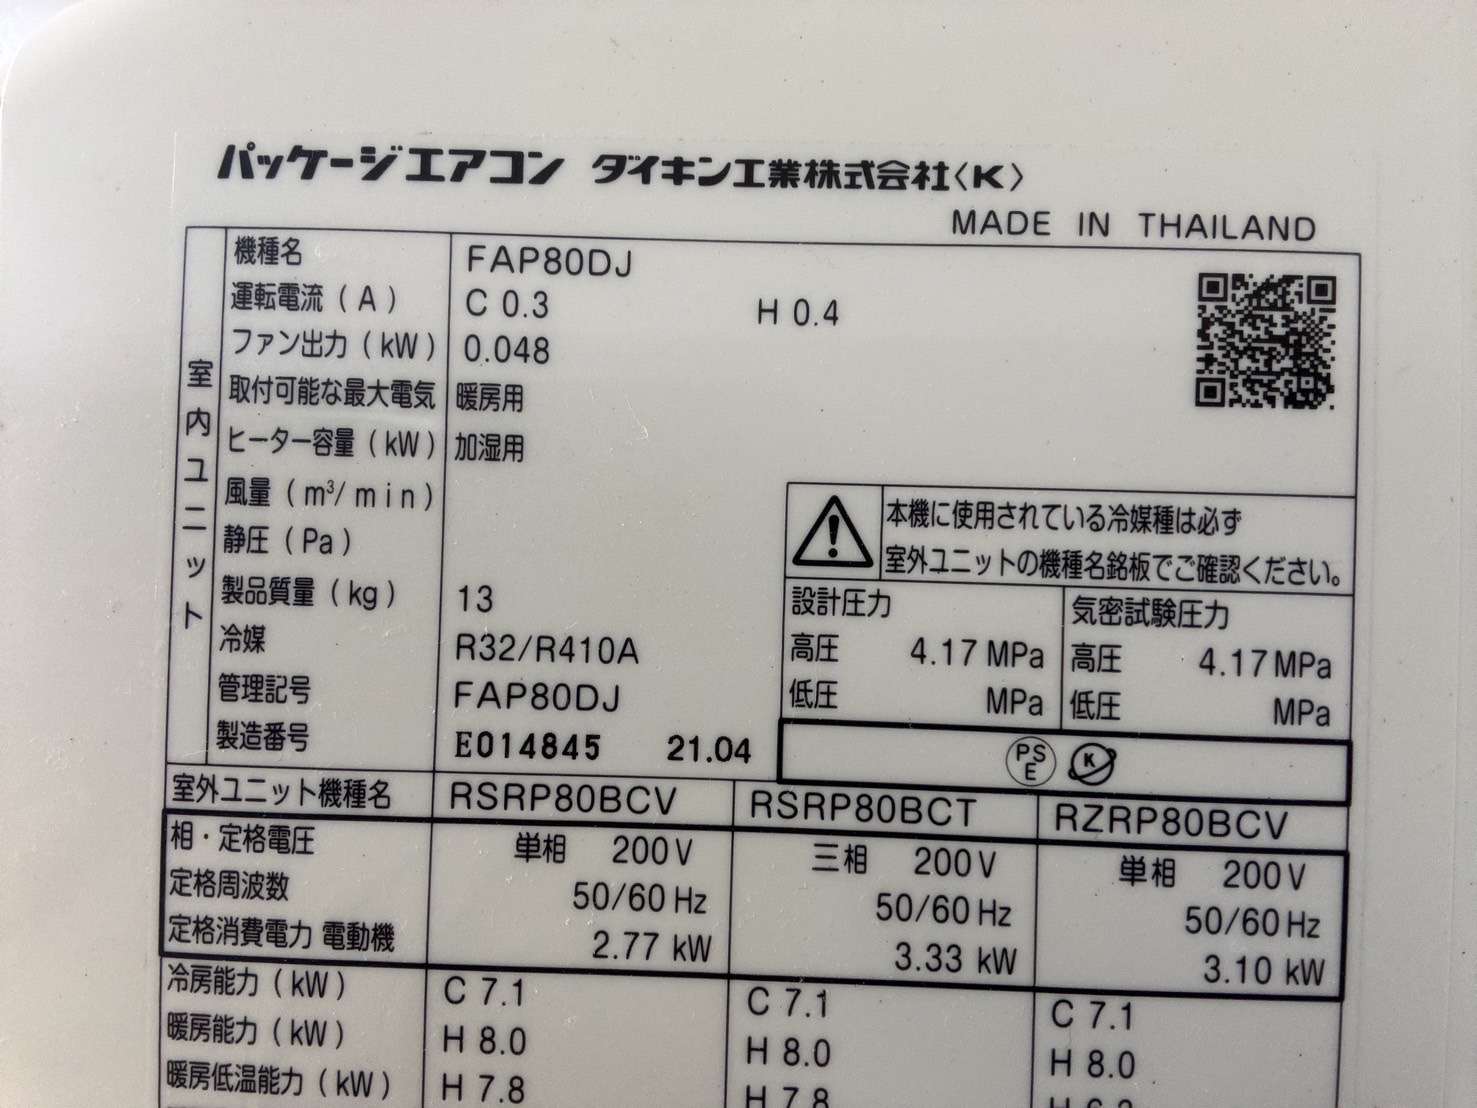 パッケージエアコン ダイキン工業株式会社〈K〉
MADE IN THAILAND
室内ユニット
機種名 FAP80DJ
運転電流(A) C 0.3 H 0.4
ファン出力(kW) 0.048
取付可能な最大電気 暖房用
ヒーター容量(kW) 加湿用
風量(m³/min)
静圧(Pa)
製品質量(kg) 13
冷媒 R32/R410A
管理記号 FAP80DJ
製造番号 E014845 21.04
本機に使用されている冷媒種は必ず
室外ユニットの機種名銘板でご確認ください。
設計圧力 気密試験圧力
高圧 4.17 MPa 高圧 4.17 MPa
低圧 MPa 低圧 MPa
PSE K
室外ユニット機種名 RSRP80BCV RSRP80BCT RZRP80BCV
相・定格電圧 単相 200V 三相 200V 単相 200V
定格周波数 50/60 Hz 50/60 Hz 50/60 Hz
定格消費電力 電動機 2.77 kW 3.33 kW 3.10 kW
冷房能力(kW) C 7.1 C 7.1 C 7.1
暖房能力(kW) H 8.0 H 8.0 H 8.0
暖房低温能力(kW) H 7.8 H 7.8 H